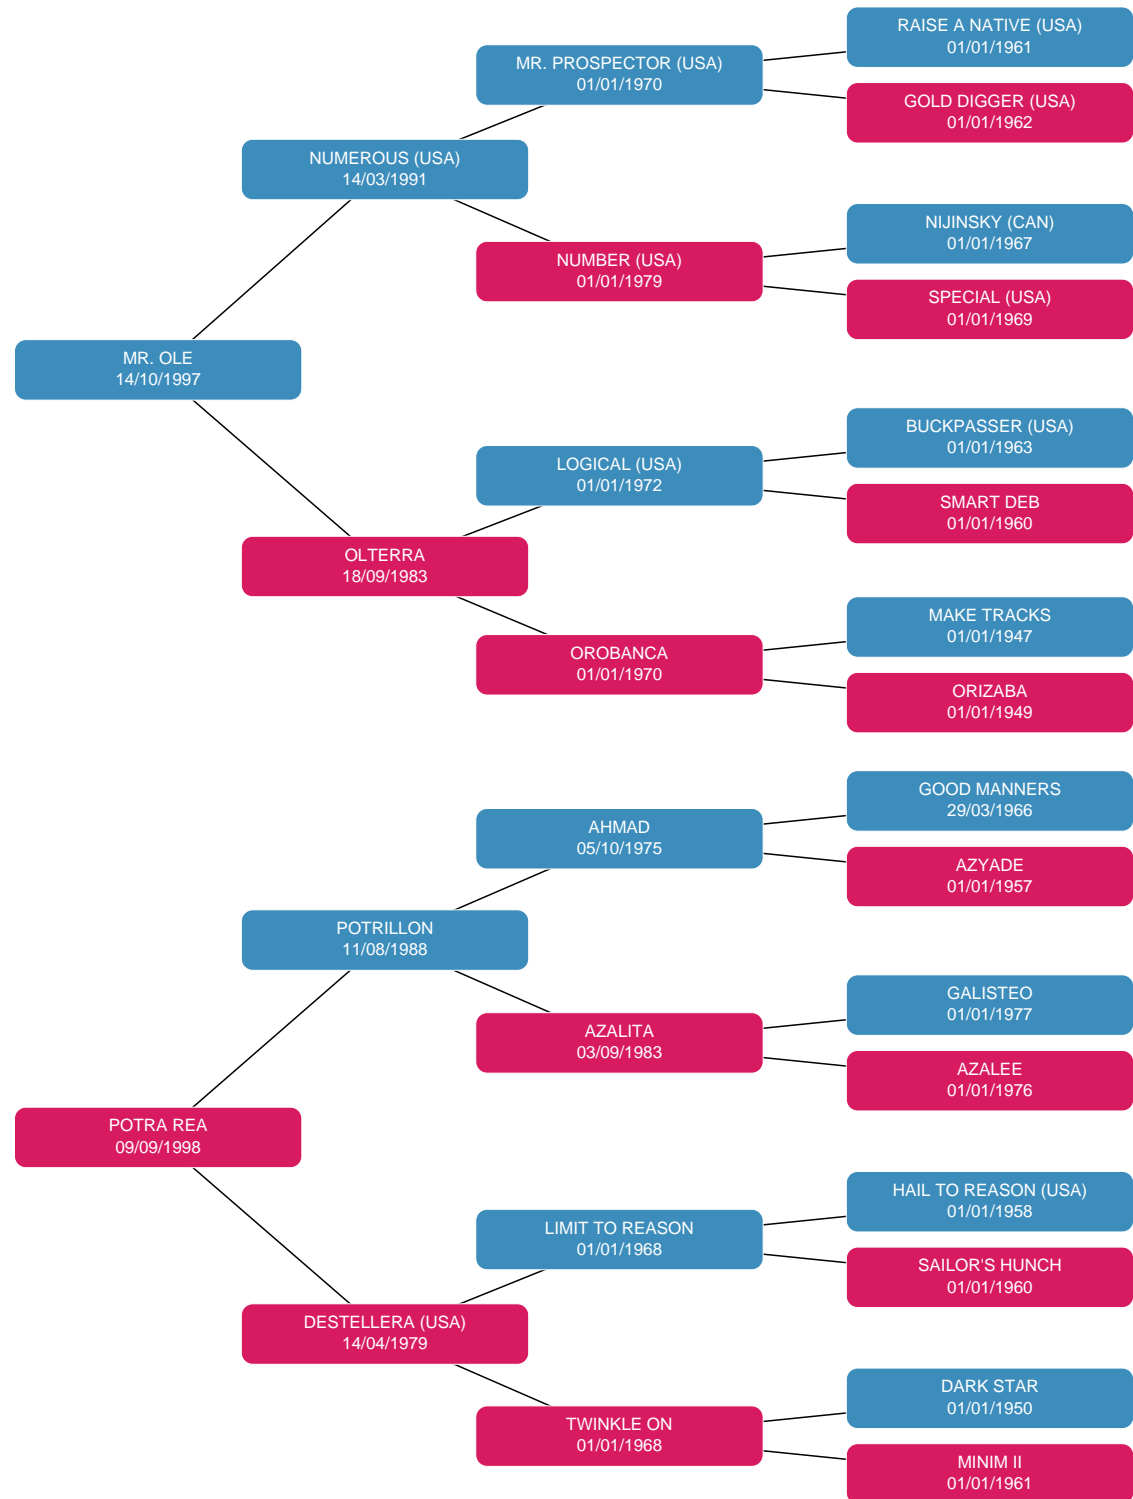 RAISE A NATIVE (USA)
01/01/1961
MR. PROSPECTOR (USA)
01/01/1970
GOLD DIGGER (USA)
01/01/1962
NUMEROUS (USA)
14/03/1991
NIJINSKY (CAN)
01/01/1967
NUMBER (USA)
01/01/1979
SPECIAL (USA)
01/01/1969
MR. OLE
14/10/1997
BUCKPASSER (USA)
01/01/1963
LOGICAL (USA)
01/01/1972
SMART DEB
01/01/1960
OLTERRA
18/09/1983
MAKE TRACKS
01/01/1947
OROBANCA
01/01/1970
ORIZABA
01/01/1949
GOOD MANNERS
29/03/1966
AHMAD
05/10/1975
AZYADE
01/01/1957
POTRILLON
11/08/1988
GALISTEO
01/01/1977
AZALITA
03/09/1983
AZALEE
01/01/1976
POTRA REA
09/09/1998
HAIL TO REASON (USA)
01/01/1958
LIMIT TO REASON
01/01/1968
SAILOR'S HUNCH
01/01/1960
DESTELLERA (USA)
14/04/1979
DARK STAR
01/01/1950
TWINKLE ON
01/01/1968
MINIM II
01/01/1961